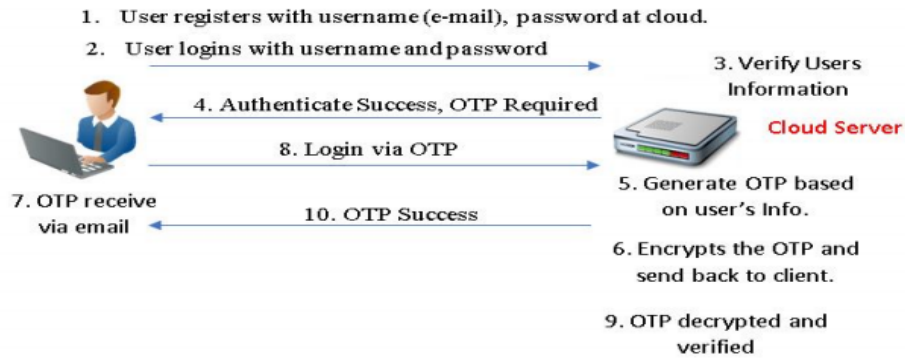 1. User registers with username (e-mail), password at cloud.
2. User logins with username and password
3. Verify Users
Information
4. Authenticate Success, OTP Required
Cloud Server
8. Login via OTP
5. Generate OTP based
on user's Info.
7. OTP receive
via email
10. OTP Success
6. Encrypts the OTP and
send back to client.
9. OTP decrypted and
verified